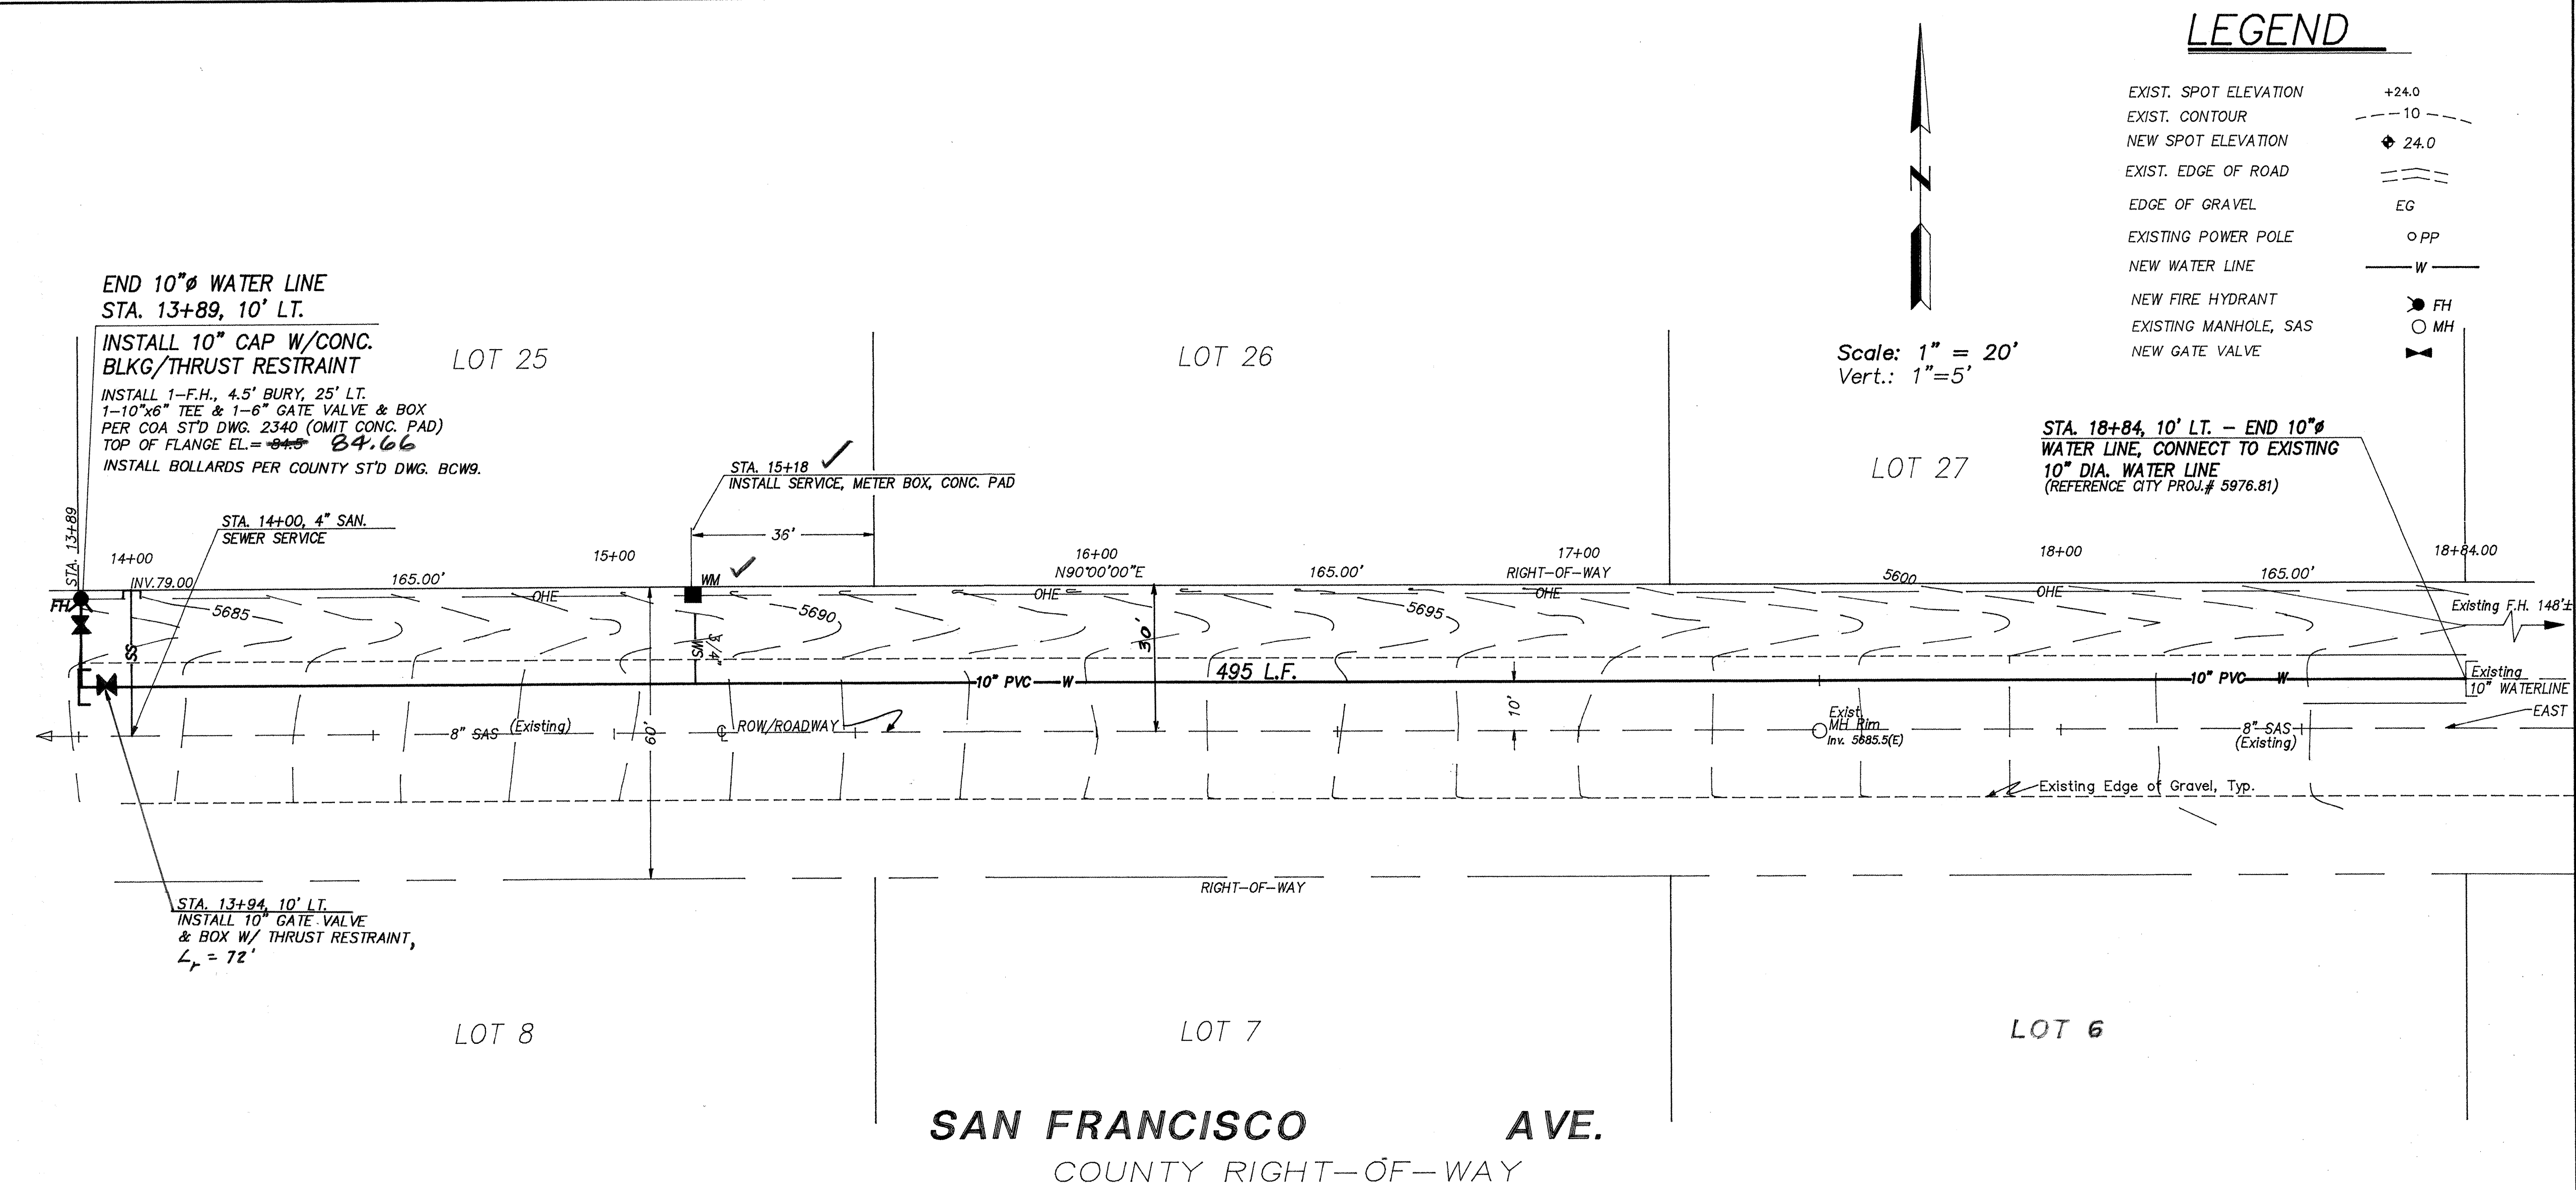 LEGEND
EXIST. SPOT ELEVATION +24.0
EXIST. CONTOUR 10
NEW SPOT ELEVATION 24.0
EXIST. EDGE OF ROAD
EDGE OF GRAVEL EG
EXISTING POWER POLE PP
NEW WATER LINE W
NEW FIRE HYDRANT FH
EXISTING MANHOLE, SAS MH
NEW GATE VALVE
N
Scale: 1" = 20'
Vert.: 1"=5'
END 10"ø WATER LINE
STA. 13+89, 10' LT.
INSTALL 10" CAP W/CONC.
BLKG/THRUST RESTRAINT
INSTALL 1-F.H., 4.5' BURY, 25' LT.
1-10"x6" TEE & 1-6" GATE VALVE & BOX
PER COA ST'D DWG. 2340 (OMIT CONC. PAD)
TOP OF FLANGE EL.= 84.5 84.66
INSTALL BOLLARDS PER COUNTY ST'D DWG. BCW9.
LOT 25
LOT 26
LOT 27
STA. 18+84, 10' LT. - END 10"ø
WATER LINE, CONNECT TO EXISTING
10" DIA. WATER LINE
(REFERENCE CITY PROJ.# 5976.81)
STA. 15+18
INSTALL SERVICE, METER BOX, CONC. PAD
36'
STA. 13+89
STA. 14+00, 4" SAN.
SEWER SERVICE
14+00
15+00
16+00
17+00
18+00
18+84.00
INV.79.00
165.00'
N90°00'00"E
165.00'
RIGHT-OF-WAY
5600
165.00'
WM
FH
OHE
OHE
OHE
OHE
5685
5690
5695
Existing F.H. 148'±
SS
WS
3/4"
30'
10" PVC W
495 L.F.
10" PVC W
Existing
10" WATERLINE
10'
60'
8" SAS (Existing)
℄ ROW/ROADWAY
Exist.
MH Rim
Inv. 5685.5(E)
8" SAS
(Existing)
EAST
Existing Edge of Gravel, Typ.
RIGHT-OF-WAY
STA. 13+94, 10' LT.
INSTALL 10" GATE VALVE
& BOX W/ THRUST RESTRAINT,
Lr = 72'
LOT 8
LOT 7
LOT 6
SAN FRANCISCO AVE.
COUNTY RIGHT-OF-WAY